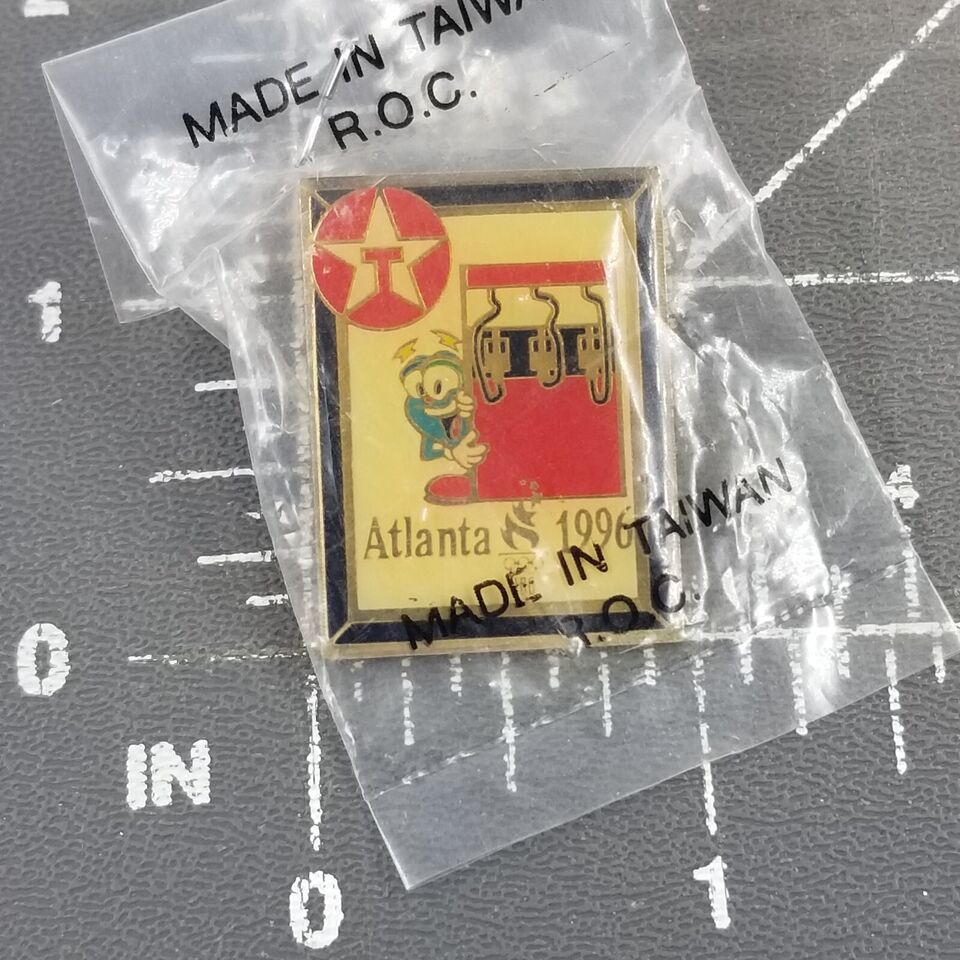 MADE IN TAIWA
R.O.C.
T
1
Atlanta 1996
MADE IN TAIWAN
R.O.C.
0
IN
0
1